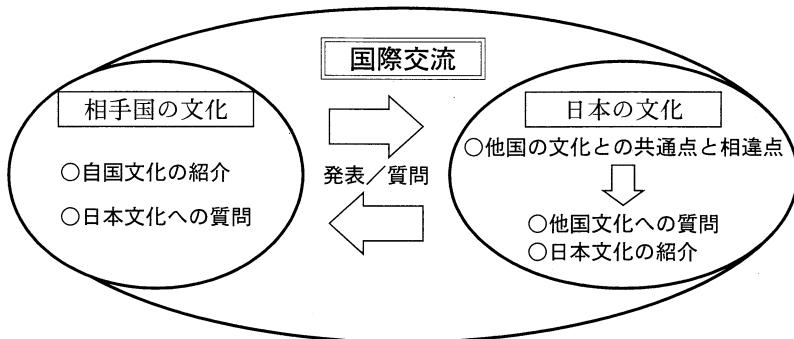 国際交流
相手国の文化
○自国文化の紹介
○日本文化への質問
発表／質問
日本の文化
○他国の文化との共通点と相違点
○他国文化への質問
○日本文化の紹介